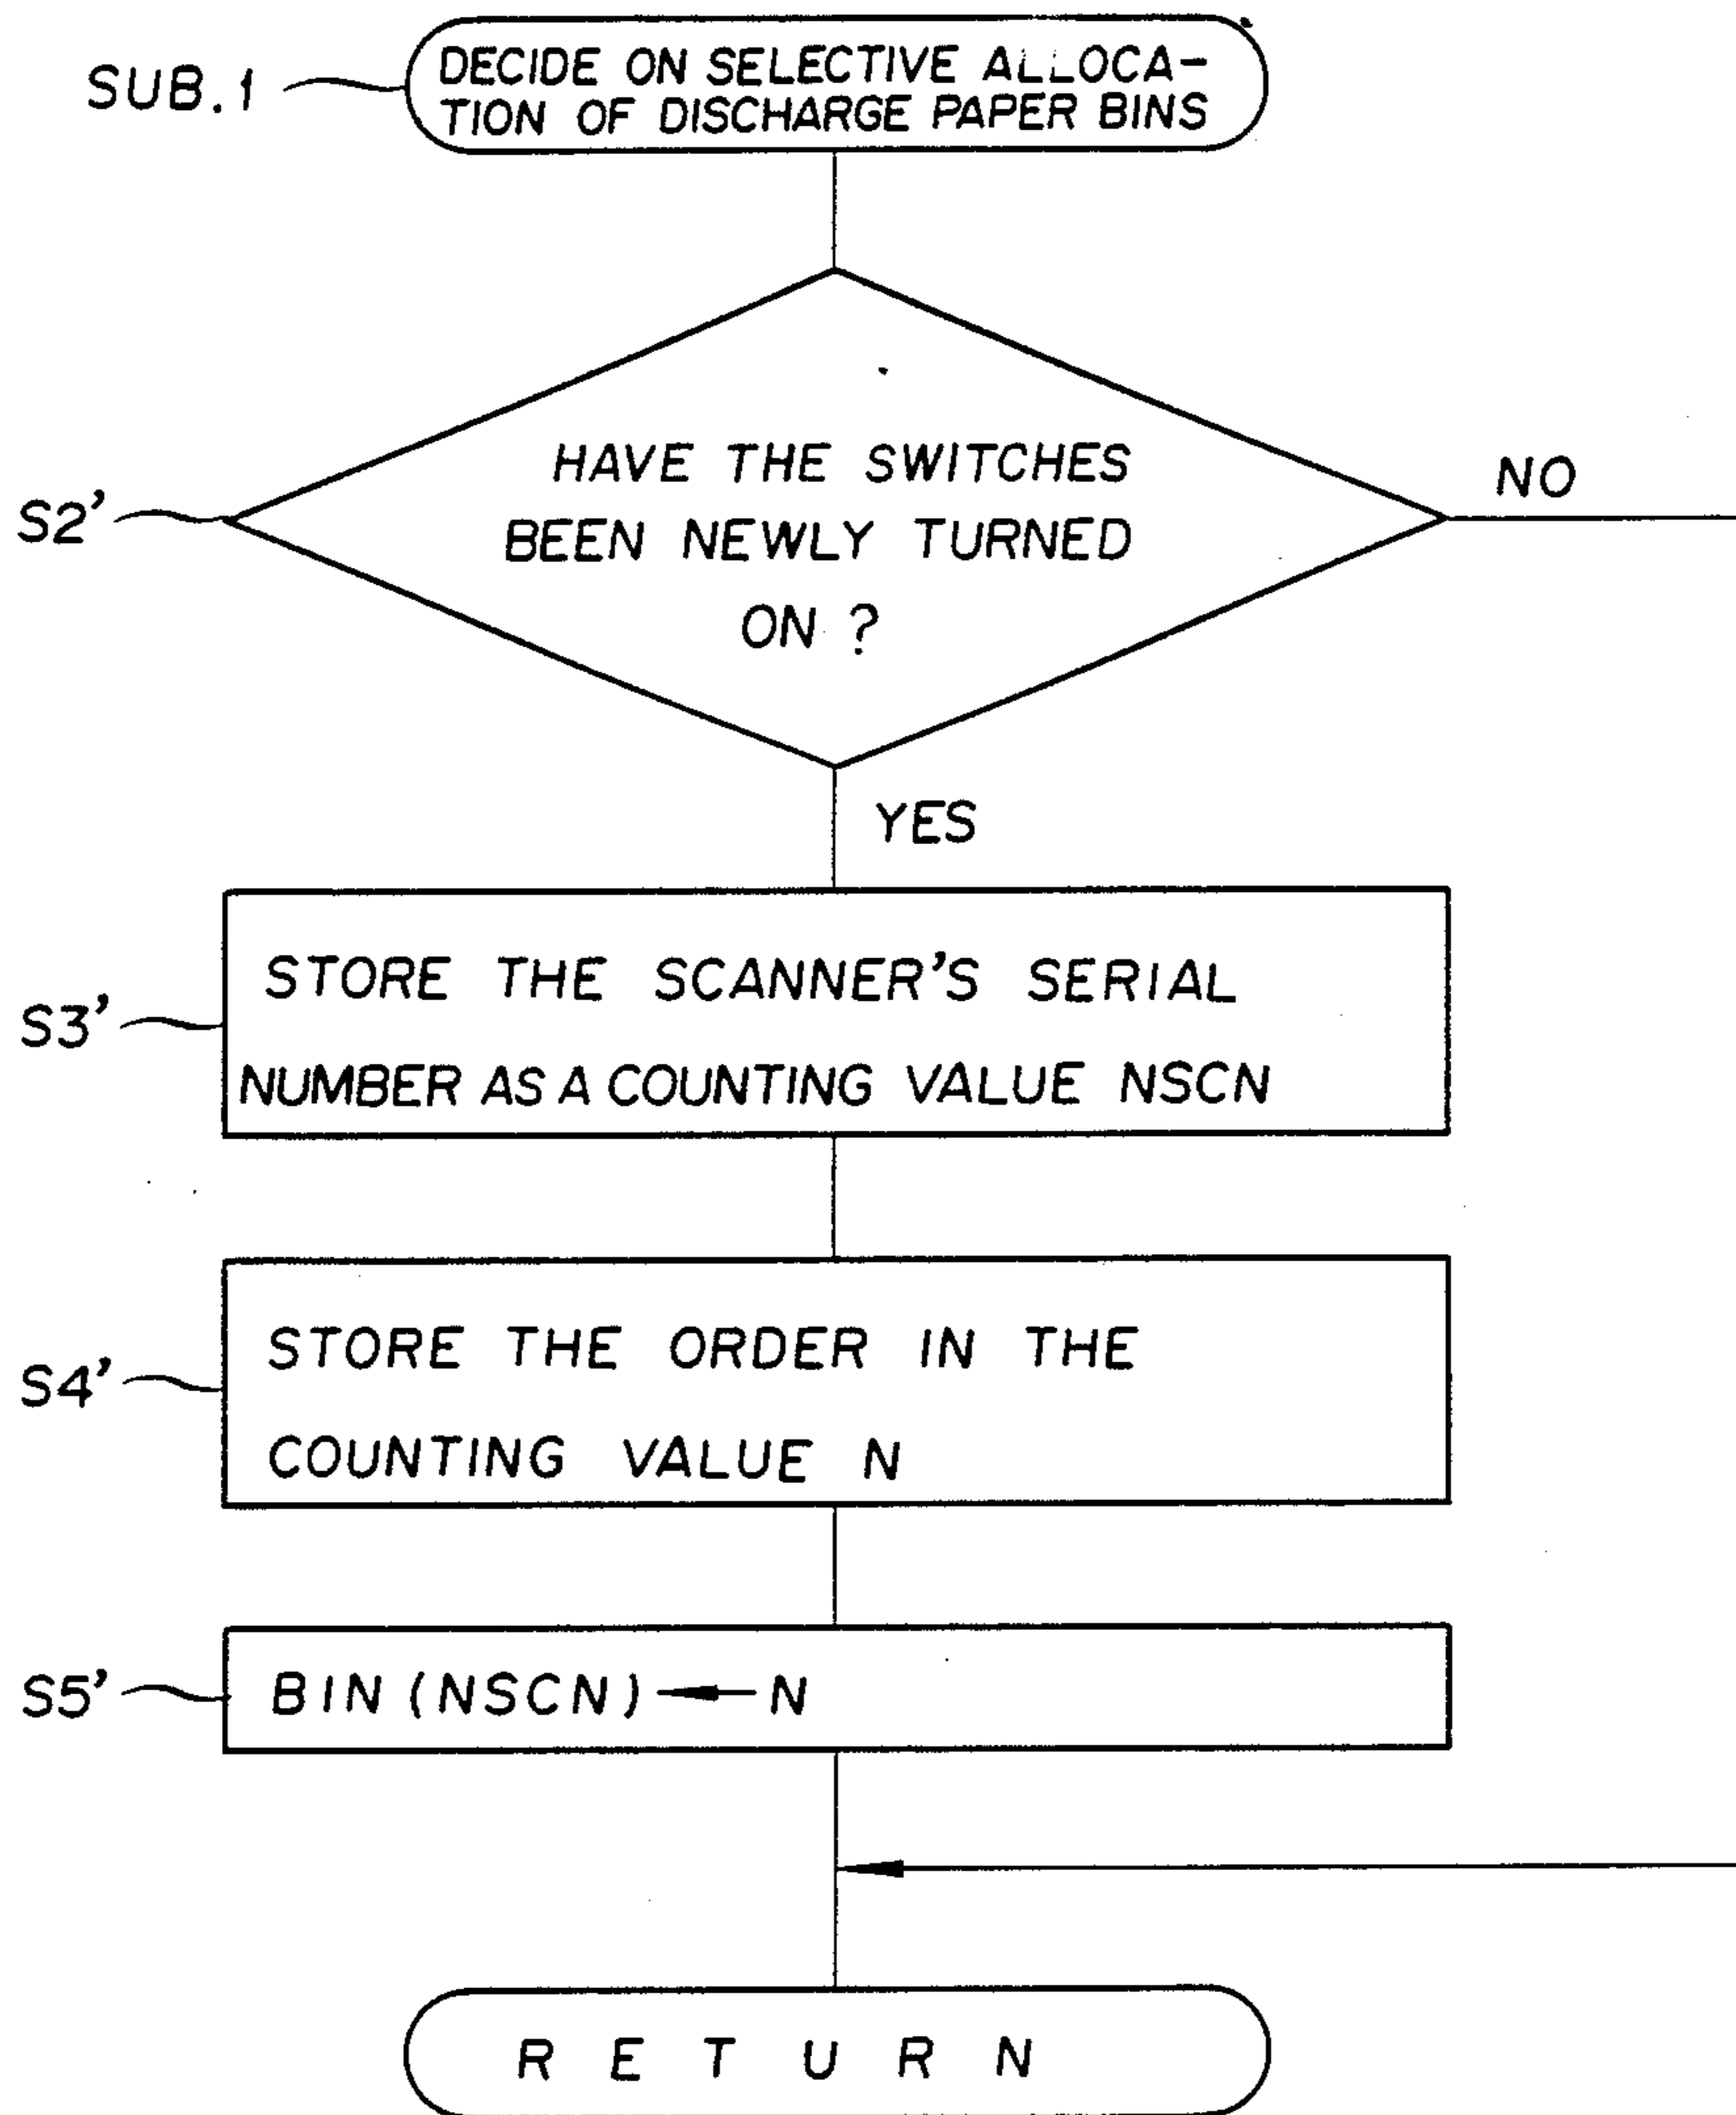 SUB.1
DECIDE ON SELECTIVE ALLOCA-
TION OF DISCHARGE PAPER BINS
S2'
HAVE THE SWITCHES
BEEN NEWLY TURNED
ON ?
NO
YES
S3'
STORE THE SCANNER'S SERIAL
NUMBER AS A COUNTING VALUE NSCN
S4'
STORE THE ORDER IN THE
COUNTING VALUE N
S5'
BIN (NSCN) ← N
RETURN